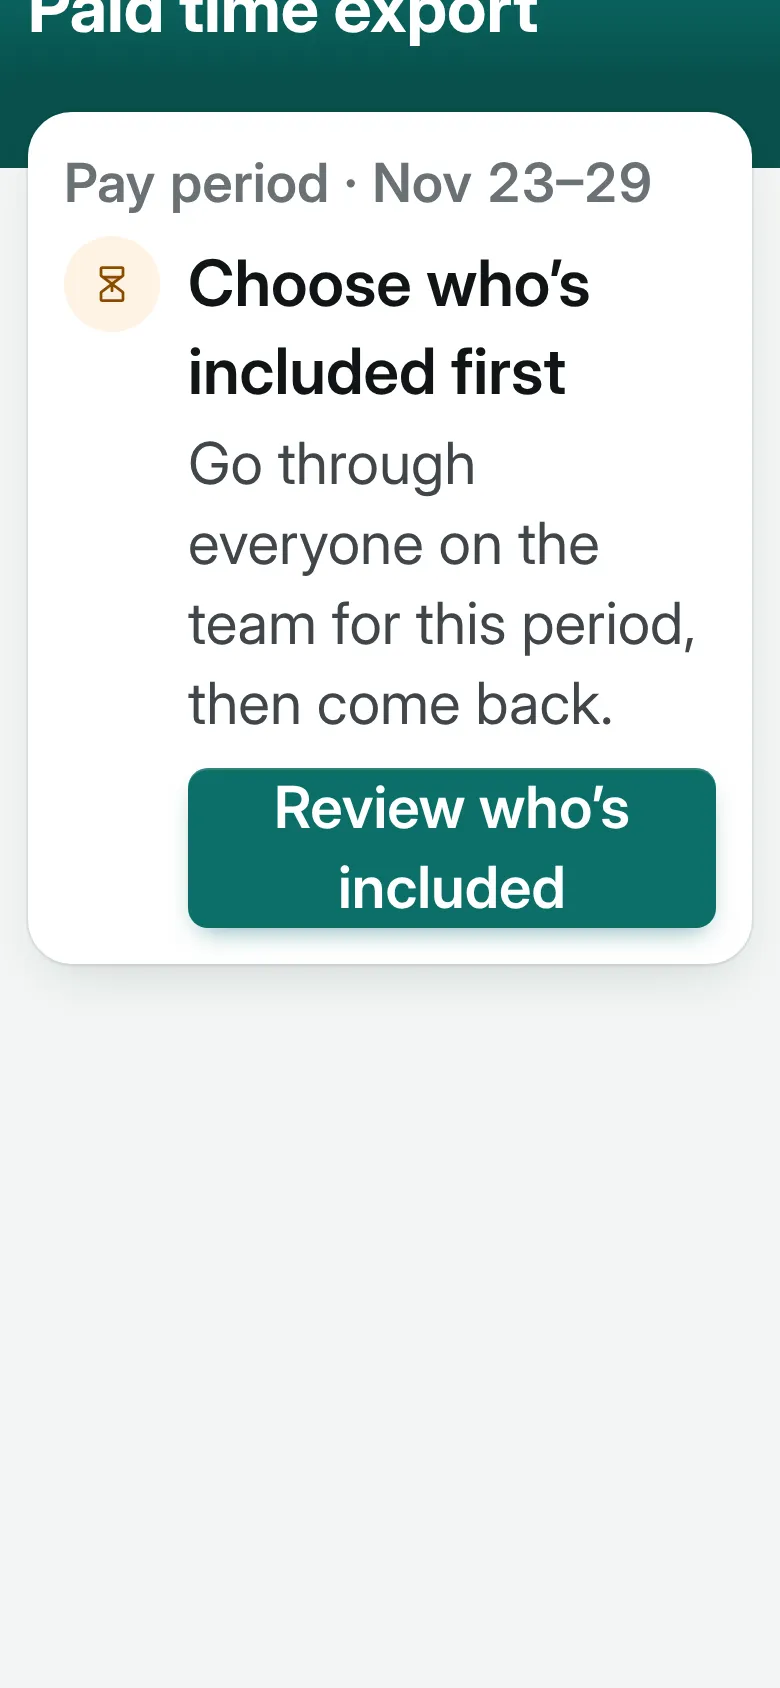 Paid time export
Pay period · Nov 23–29
Choose who’s
included first
Go through
everyone on the
team for this period,
then come back.
Review who’s
included